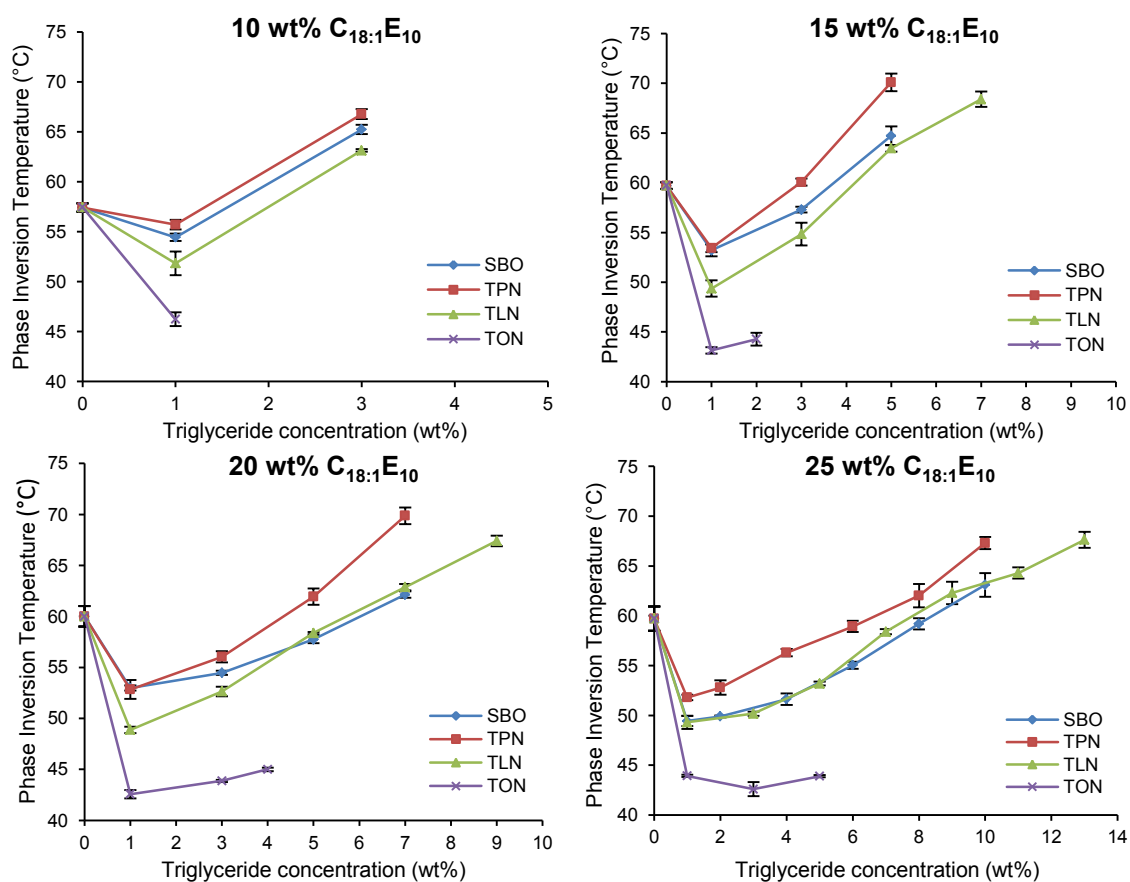 10 wt% C18:1E10
Phase Inversion Temperature (°C)
75
70
65
60
55
50
45
40
0 1 2 3 4 5
Triglyceride concentration (wt%)
SBO
TPN
TLN
TON
15 wt% C18:1E10
Phase Inversion Temperature (°C)
75
70
65
60
55
50
45
40
0 1 2 3 4 5 6 7 8 9 10
Triglyceride concentration (wt%)
SBO
TPN
TLN
TON
20 wt% C18:1E10
Phase Inversion Temperature (°C)
75
70
65
60
55
50
45
40
0 1 2 3 4 5 6 7 8 9 10
Triglyceride concentration (wt%)
SBO
TPN
TLN
TON
25 wt% C18:1E10
Phase Inversion Temperature (°C)
75
70
65
60
55
50
45
40
0 2 4 6 8 10 12 14
Triglyceride concentration (wt%)
SBO
TPN
TLN
TON